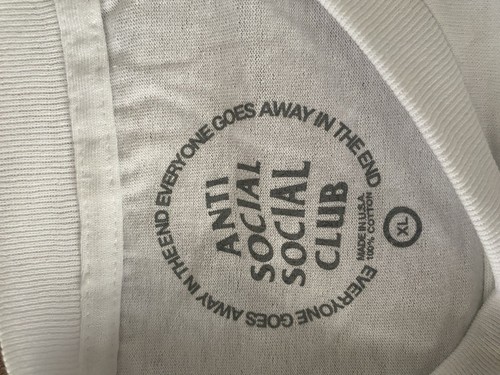 EVERYONE GOES AWAY IN THE END
EVERYONE GOES AWAY IN THE END
ANTI
SOCIAL
SOCIAL
CLUB
MADE IN U.S.A.
100% COTTON
XL